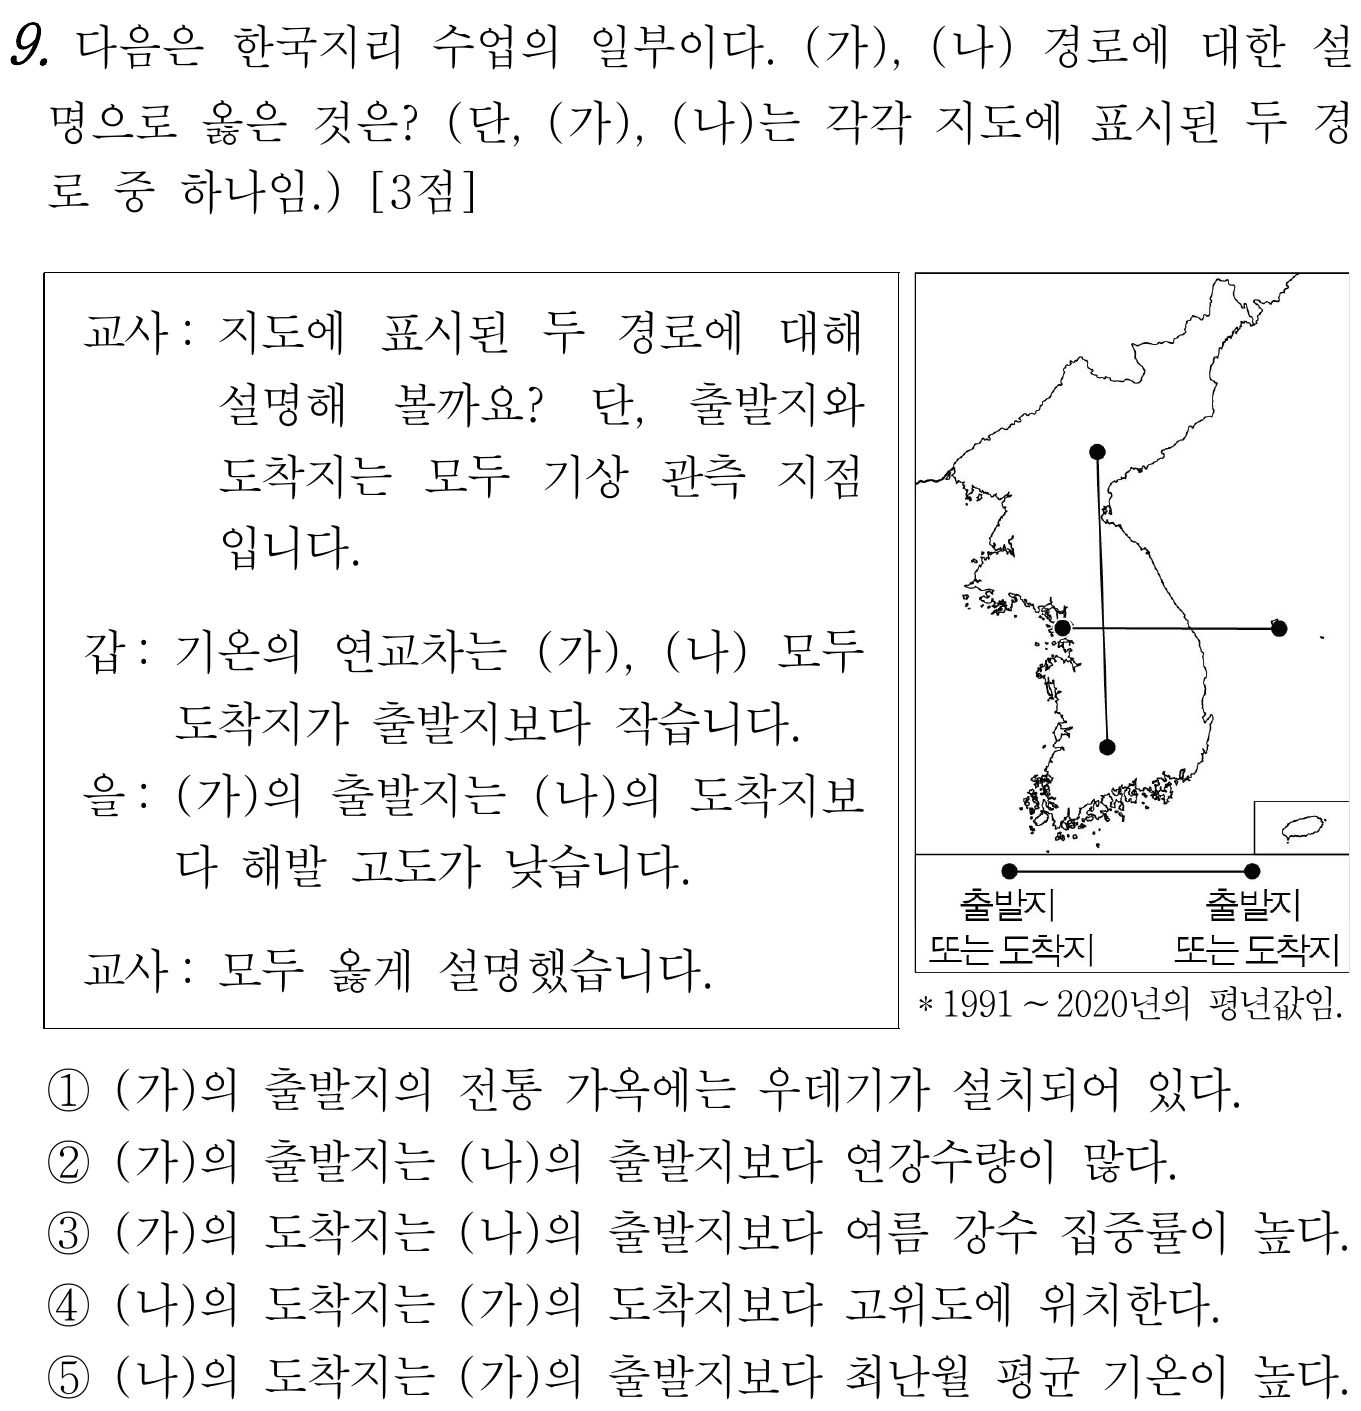 9. 다음은 한국지리 수업의 일부이다. (가), (나) 경로에 대한 설
명으로 옳은 것은? (단, (가), (나)는 각각 지도에 표시된 두 경
로 중 하나임.) [3점]
교사 : 지도에 표시된 두 경로에 대해
설명해 볼까요? 단, 출발지와
도착지는 모두 기상 관측 지점
입니다.
갑 : 기온의 연교차는 (가), (나) 모두
도착지가 출발지보다 작습니다.
을 : (가)의 출발지는 (나)의 도착지보
다 해발 고도가 낮습니다.
교사 : 모두 옳게 설명했습니다.
출발지 출발지
또는 도착지 또는 도착지
* 1991 ~ 2020년의 평년값임.
① (가)의 출발지의 전통 가옥에는 우데기가 설치되어 있다.
② (가)의 출발지는 (나)의 출발지보다 연강수량이 많다.
③ (가)의 도착지는 (나)의 출발지보다 여름 강수 집중률이 높다.
④ (나)의 도착지는 (가)의 도착지보다 고위도에 위치한다.
⑤ (나)의 도착지는 (가)의 출발지보다 최난월 평균 기온이 높다.